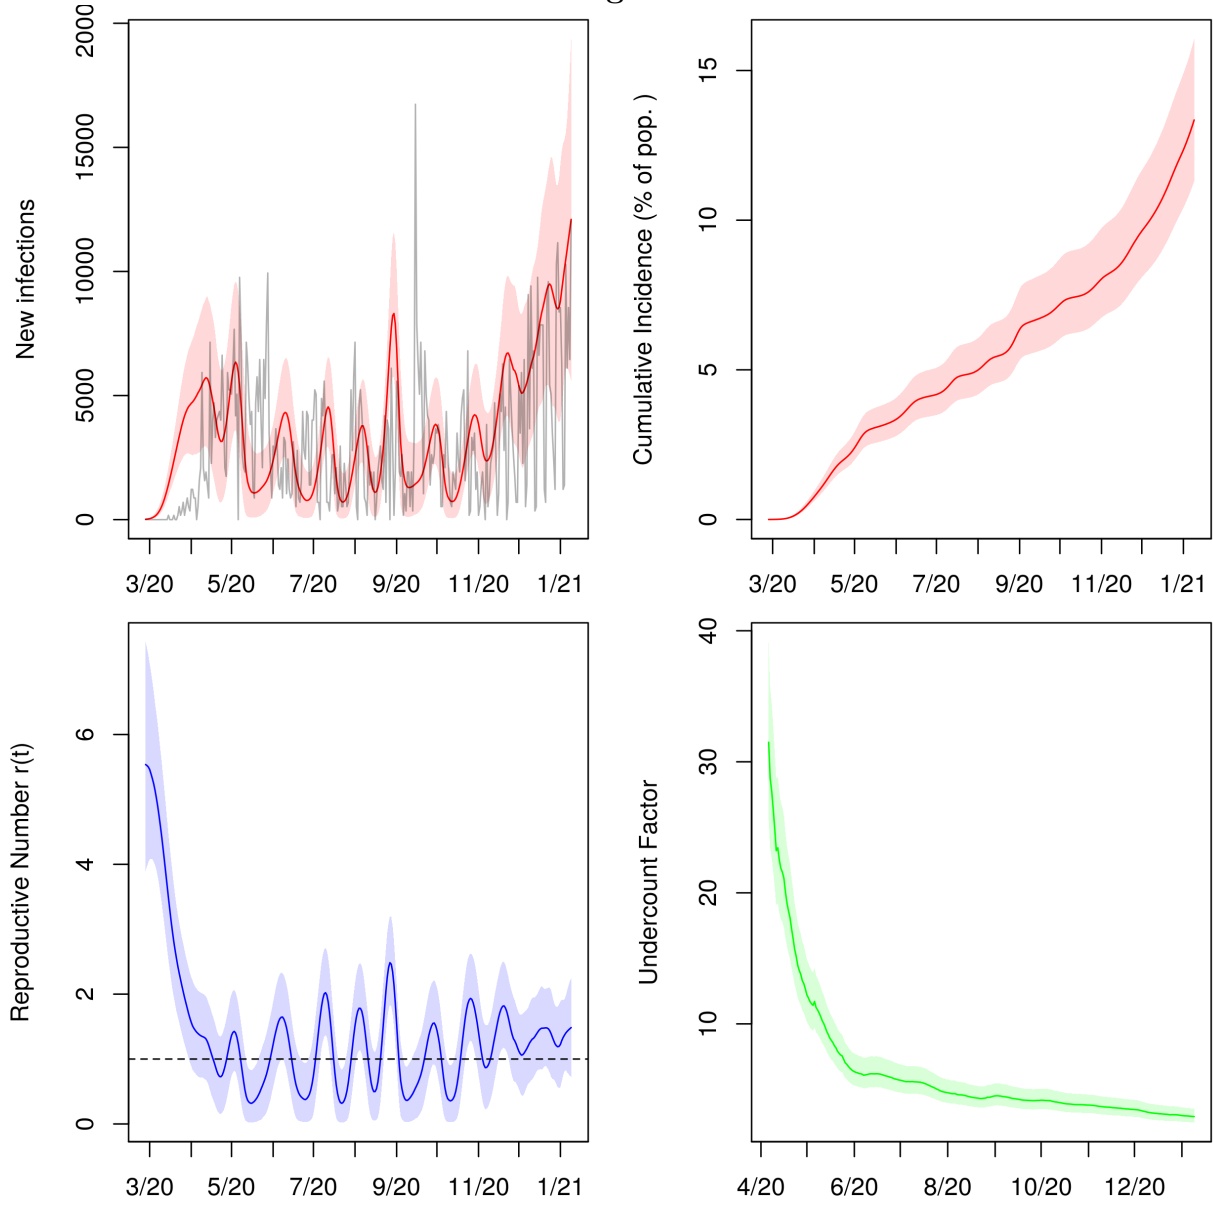 New infections
0
5000
10000
15000
3/20 5/20 7/20 9/20 11/20 1/21
Cumulative Incidence (% of pop. )
0
5
10
15
3/20 5/20 7/20 9/20 11/20 1/21
Reproductive Number r(t)
0
2
4
6
3/20 5/20 7/20 9/20 11/20 1/21
Undercount Factor
10
20
30
40
4/20 6/20 8/20 10/20 12/20